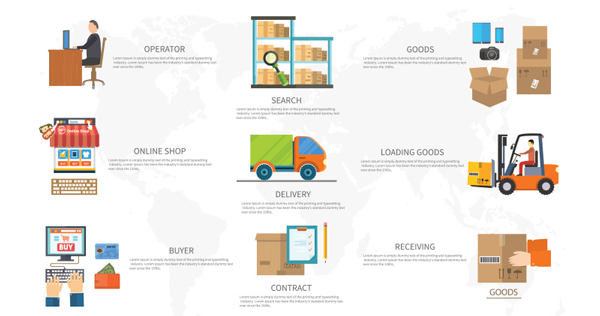 OPERATOR
Lorem Ipsum is simply dummy text of the printing and typesetting
industry. Lorem Ipsum has been the industry's standard dummy text
ever since the 1500s.
SEARCH
Lorem Ipsum is simply dummy text of the printing and typesetting
industry. Lorem Ipsum has been the industry's standard dummy text
ever since the 1500s.
GOODS
Lorem Ipsum is simply dummy text of the printing and typesetting
industry. Lorem Ipsum has been the industry's standard dummy text
ever since the 1500s.
ONLINE SHOP
Lorem Ipsum is simply dummy text of the printing and typesetting
industry. Lorem Ipsum has been the industry's standard dummy text
ever since the 1500s.
DELIVERY
Lorem Ipsum is simply dummy text of the printing and typesetting
industry. Lorem Ipsum has been the industry's standard dummy text
ever since the 1500s.
LOADING GOODS
Lorem Ipsum is simply dummy text of the printing and typesetting
industry. Lorem Ipsum has been the industry's standard dummy text
ever since the 1500s.
BUY
BUYER
Lorem Ipsum is simply dummy text of the printing and typesetting
industry. Lorem Ipsum has been the industry's standard dummy text
ever since the 1500s.
CONTRACT
Lorem Ipsum is simply dummy text of the printing and typesetting
industry. Lorem Ipsum has been the industry's standard dummy text
ever since the 1500s.
RECEIVING
Lorem Ipsum is simply dummy text of the printing and typesetting
industry. Lorem Ipsum has been the industry's standard dummy text
ever since the 1500s.
GOODS